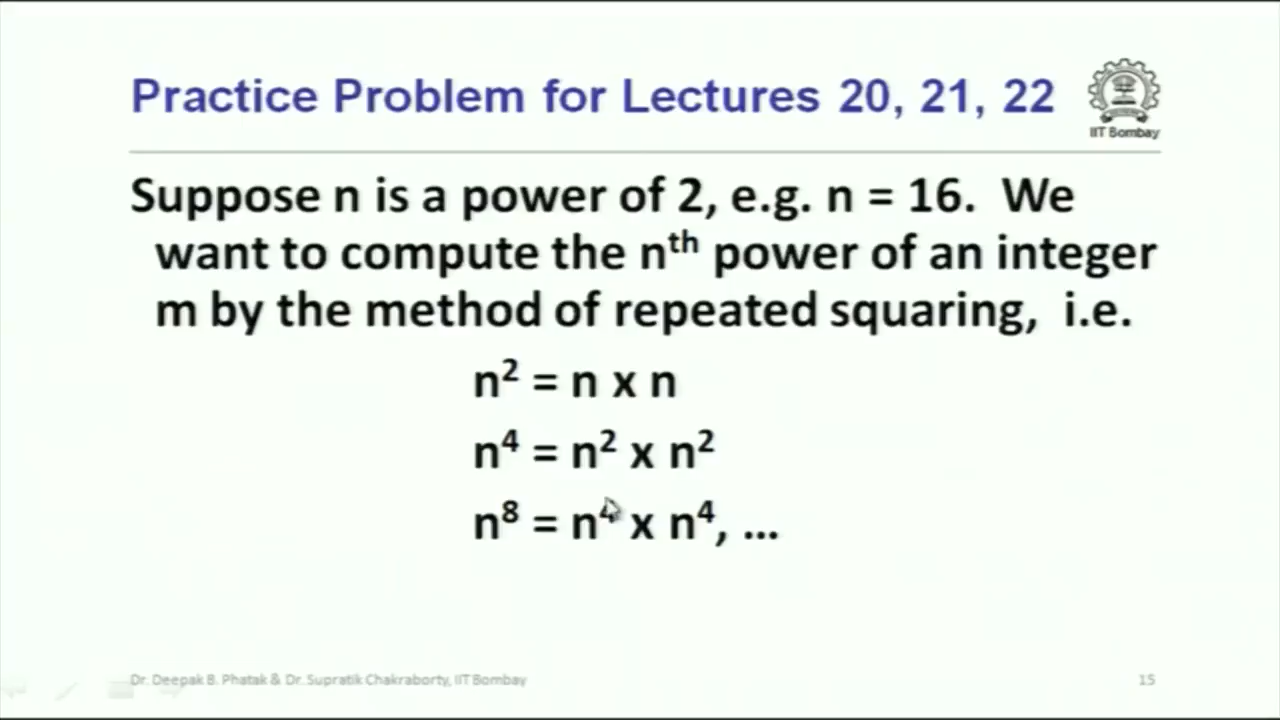 Practice Problem for Lectures 20, 21, 22
IIT Bombay
Suppose n is a power of 2, e.g. n = 16. We
want to compute the nᵗʰ power of an integer
m by the method of repeated squaring, i.e.
n² = n x n
n⁴ = n² x n²
n⁸ = n⁴ x n⁴, ...
Dr. Deepak B. Phatak & Dr. Supratik Chakraborty, IIT Bombay
15